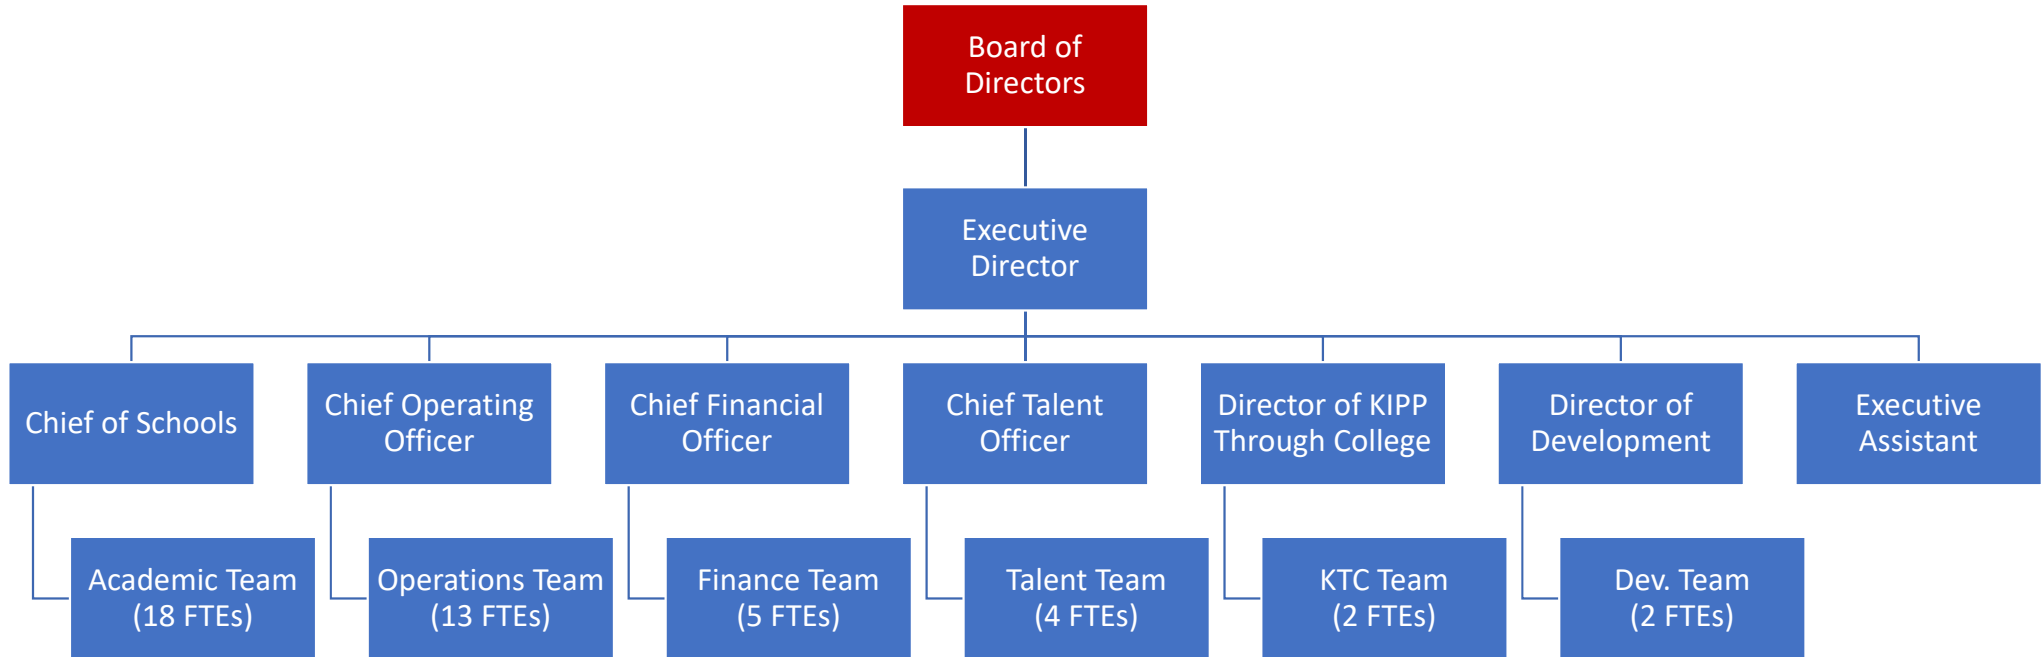 Board of
Directors
Executive
Director
Chief of Schools
Chief Operating
Officer
Chief Financial
Officer
Chief Talent
Officer
Director of KIPP
Through College
Director of
Development
Executive
Assistant
Academic Team
(18 FTEs)
Operations Team
(13 FTEs)
Finance Team
(5 FTEs)
Talent Team
(4 FTEs)
KTC Team
(2 FTEs)
Dev. Team
(2 FTEs)